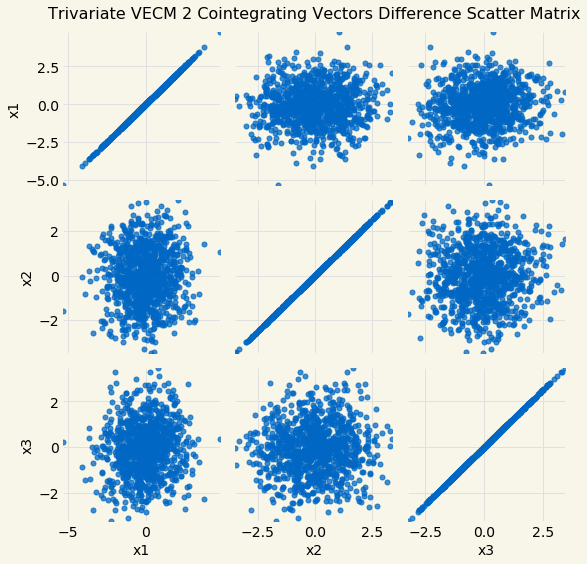 Trivariate VECM 2 Cointegrating Vectors Difference Scatter Matrix
x1
2.5
0.0
−2.5
−5.0
x2
2
0
−2
x3
2
0
−2
−5 0
−2.5 0.0 2.5
−2.5 0.0 2.5
x1 x2 x3